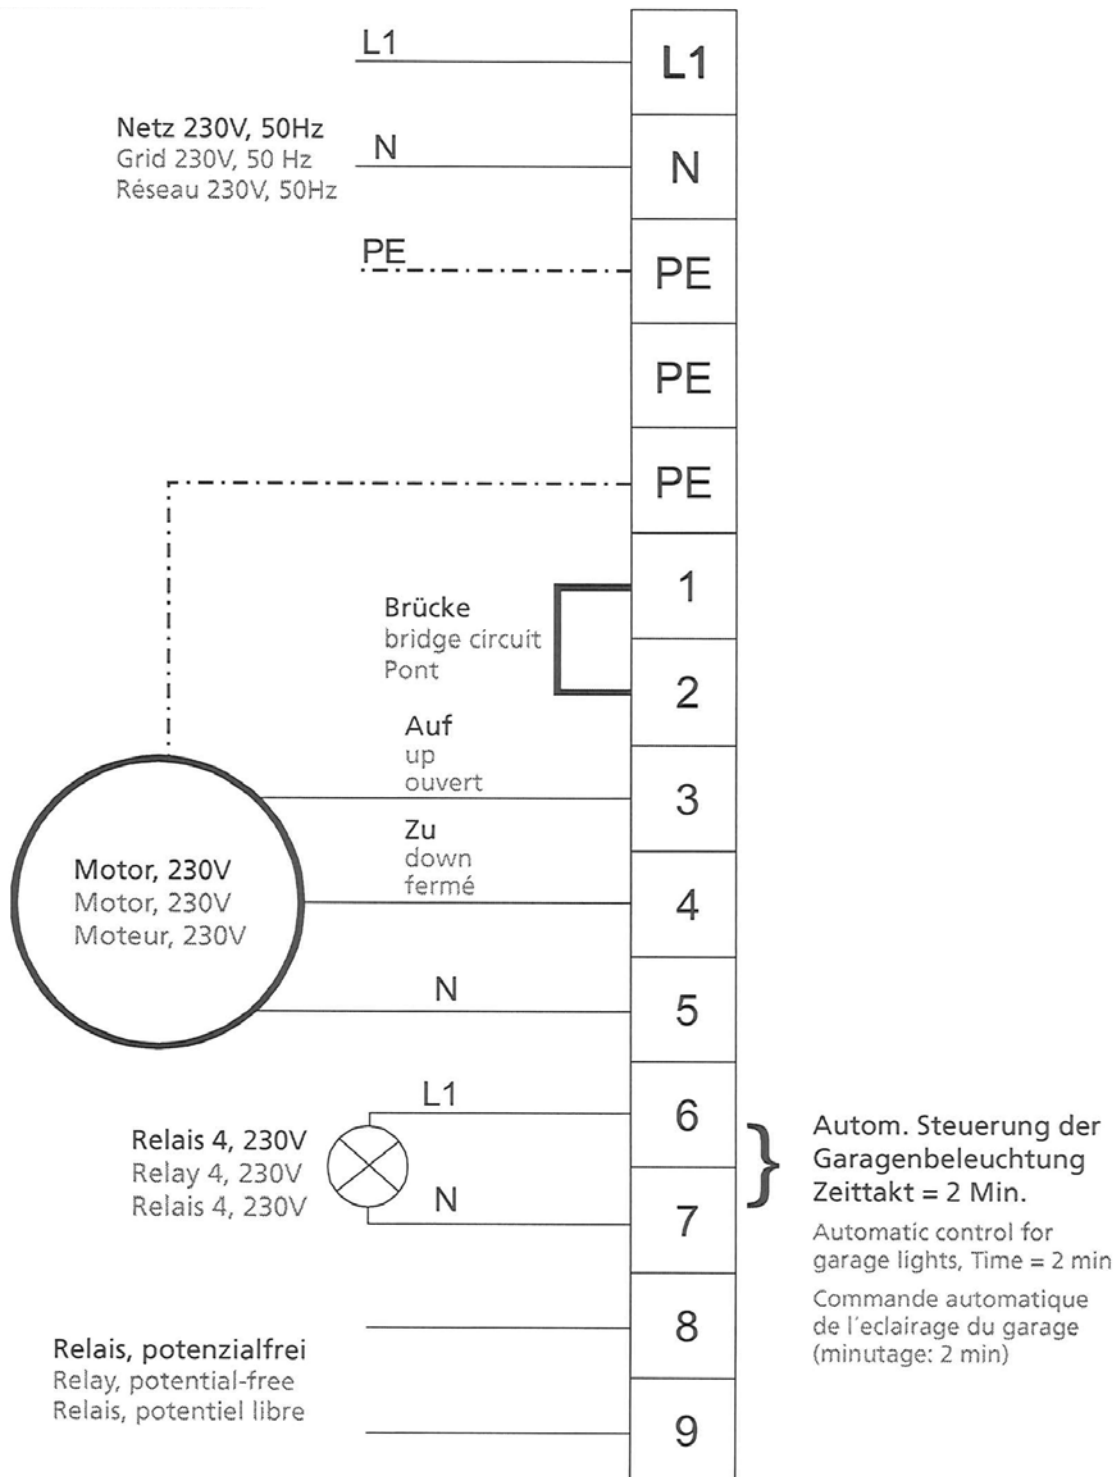 L1
L1
Netz 230V, 50Hz
Grid 230V, 50 Hz
Réseau 230V, 50Hz
N
N
PE
PE
PE
PE
1
Brücke
bridge circuit
Pont
2
Auf
up
ouvert
3
Zu
down
fermé
4
Motor, 230V
Motor, 230V
Moteur, 230V
N
5
L1
6
Relais 4, 230V
Relay 4, 230V
Relais 4, 230V
N
7
Autom. Steuerung der
Garagenbeleuchtung
Zeittakt = 2 Min.
Automatic control for
garage lights, Time = 2 min
Commande automatique
de l'eclairage du garage
(minutage: 2 min)
8
Relais, potenzialfrei
Relay, potential-free
Relais, potentiel libre
9